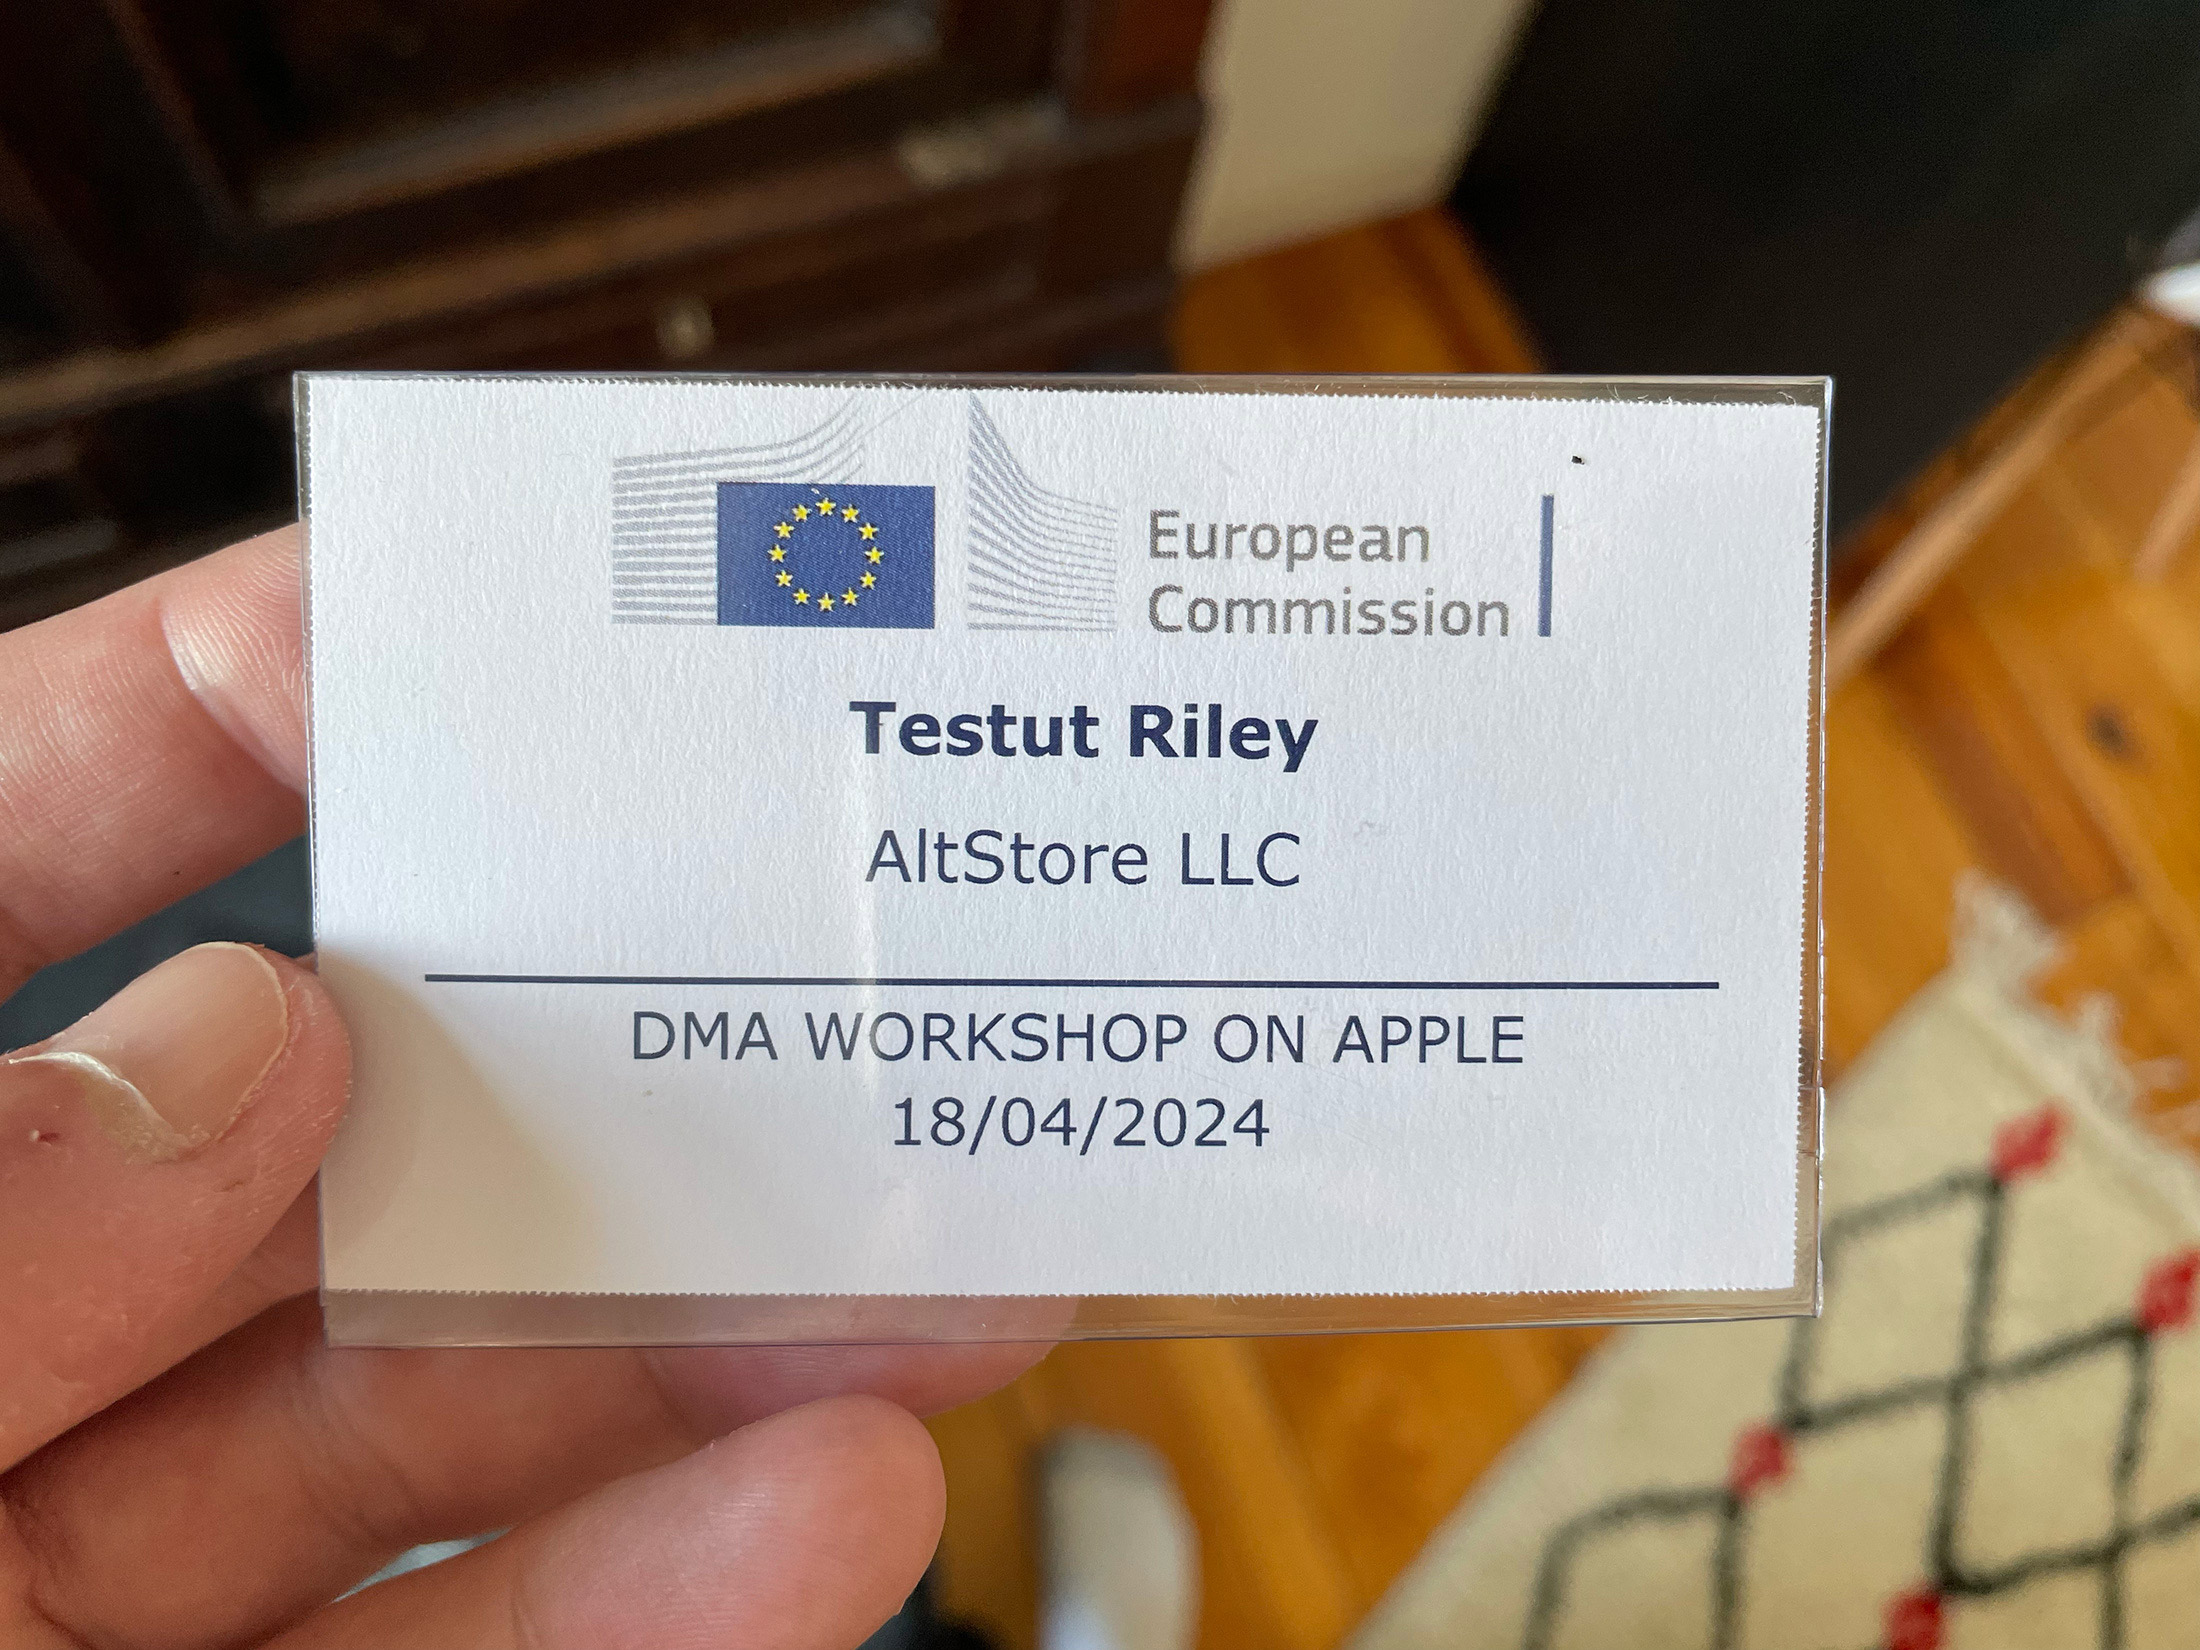 European
Commission
Testut Riley
AltStore LLC
DMA WORKSHOP ON APPLE
18/04/2024